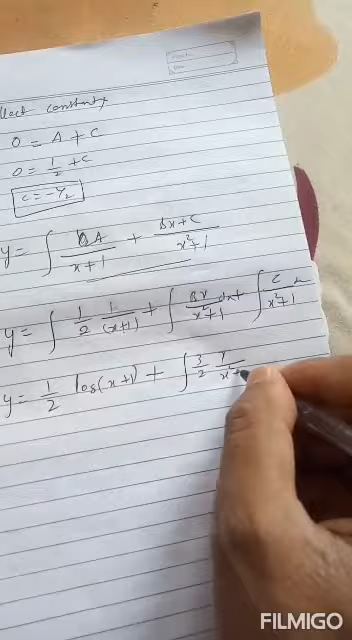 llect constant
0 = A + C
0 = 1/2 + C
C = -1/2
y = ∫ A/(x+1) + (Bx+C)/(x²+1)
y = ∫ 1/2 1/(x+1) + ∫ Bx/(x²+1) dx + ∫ C/(x²+1)
y = 1/2 log(x+1) + ∫ 3/2
FILMIGO